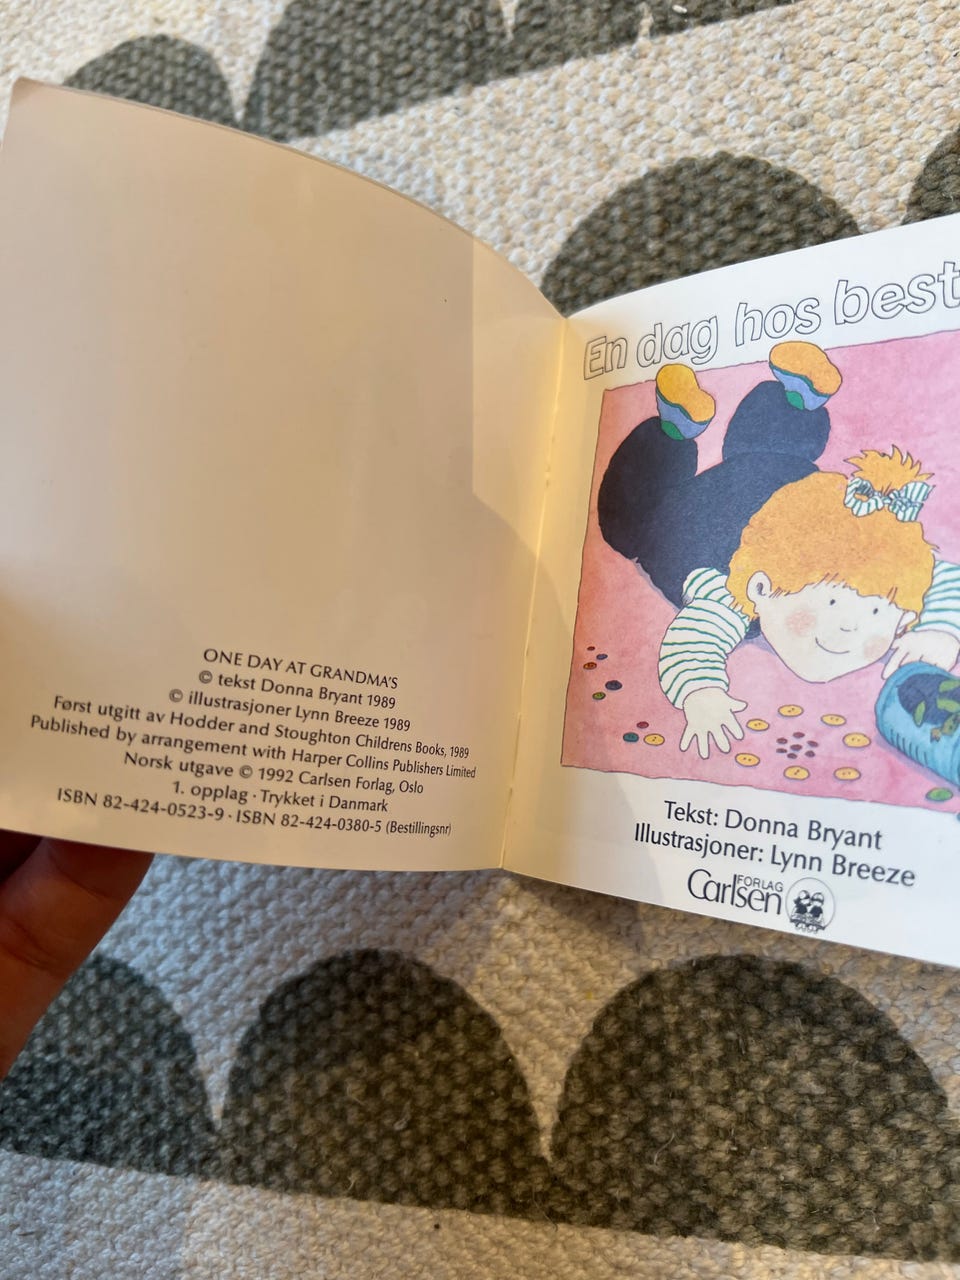 ONE DAY AT GRANDMA'S
© tekst Donna Bryant 1989
© illustrasjoner Lynn Breeze 1989
Først utgitt av Hodder and Stoughton Childrens Books, 1989
Published by arrangement with Harper Collins Publishers Limited
Norsk utgave © 1992 Carlsen Forlag, Oslo
1. opplag · Trykket i Danmark
ISBN 82-424-0523-9 · ISBN 82-424-0380-5 (Bestillingsnr)
En dag hos best
Tekst: Donna Bryant
Illustrasjoner: Lynn Breeze
FORLAG
Carlsen